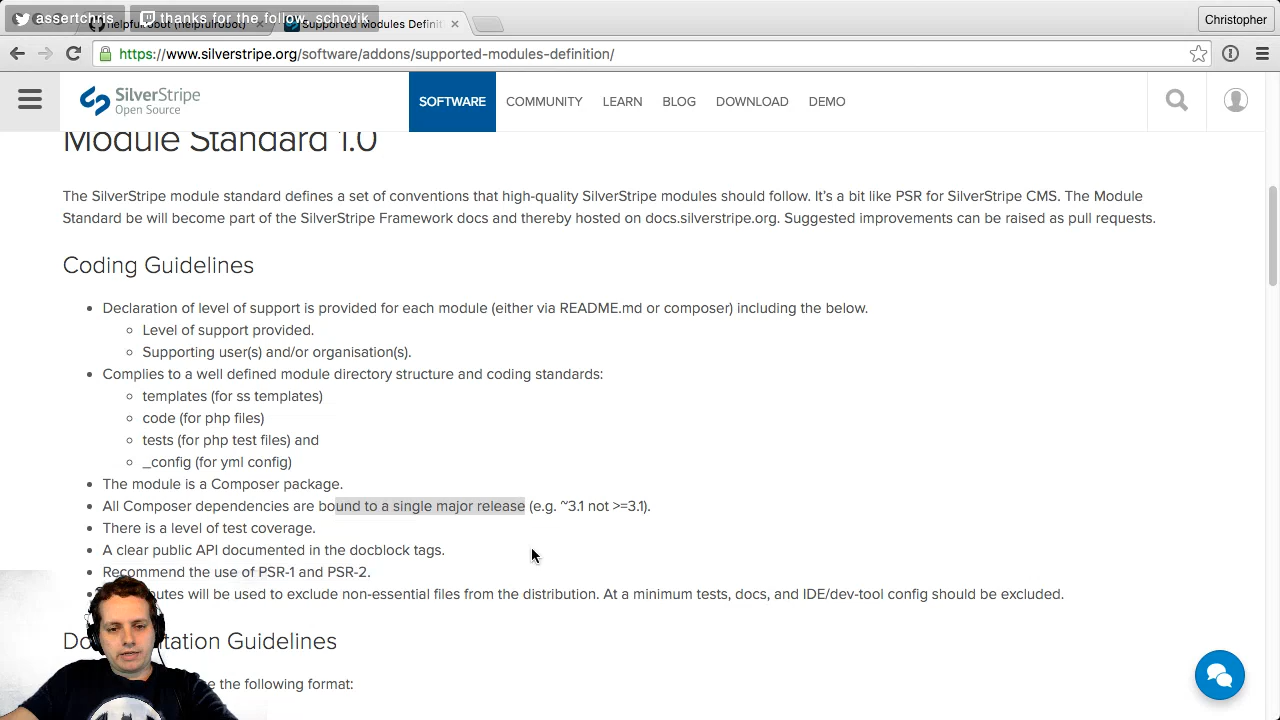 assertchris
thanks for the follow, schovik
helpfulrobot (helpfulrobot)
Supported Modules Definit
Christopher
https://www.silverstripe.org/software/addons/supported-modules-definition/
SilverStripe
Open Source
SOFTWARE
COMMUNITY
LEARN
BLOG
DOWNLOAD
DEMO
Module Standard 1.0
The SilverStripe module standard defines a set of conventions that high-quality SilverStripe modules should follow. It’s a bit like PSR for SilverStripe CMS. The Module
Standard be will become part of the SilverStripe Framework docs and thereby hosted on docs.silverstripe.org. Suggested improvements can be raised as pull requests.
Coding Guidelines
Declaration of level of support is provided for each module (either via README.md or composer) including the below.
Level of support provided.
Supporting user(s) and/or organisation(s).
Complies to a well defined module directory structure and coding standards:
templates (for ss templates)
code (for php files)
tests (for php test files) and
_config (for yml config)
The module is a Composer package.
All Composer dependencies are bound to a single major release (e.g. ~3.1 not >=3.1).
There is a level of test coverage.
A clear public API documented in the docblock tags.
Recommend the use of PSR-1 and PSR-2.
will be used to exclude non-essential files from the distribution. At a minimum tests, docs, and IDE/dev-tool config should be excluded.
Guidelines
the following format: